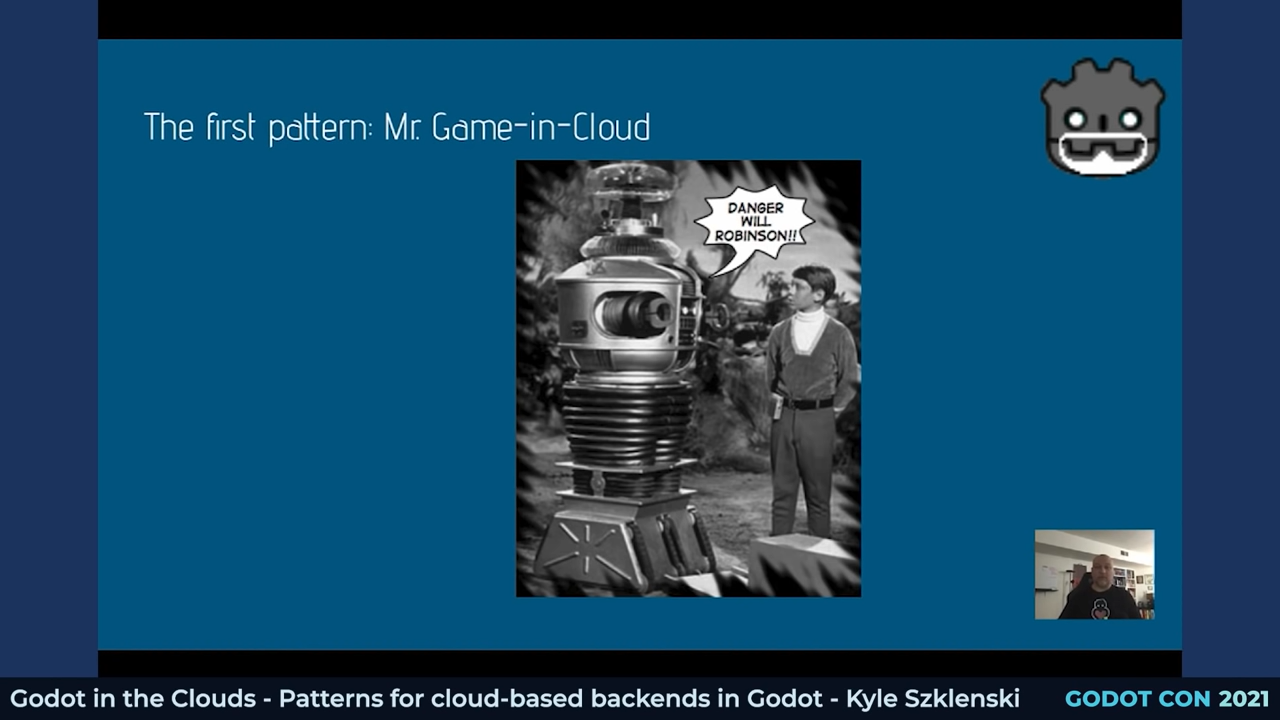 The first pattern: Mr. Game-in-Cloud
DANGER
WILL
ROBINSON!!
Godot in the Clouds - Patterns for cloud-based backends in Godot - Kyle Szklenski
GODOT CON 2021